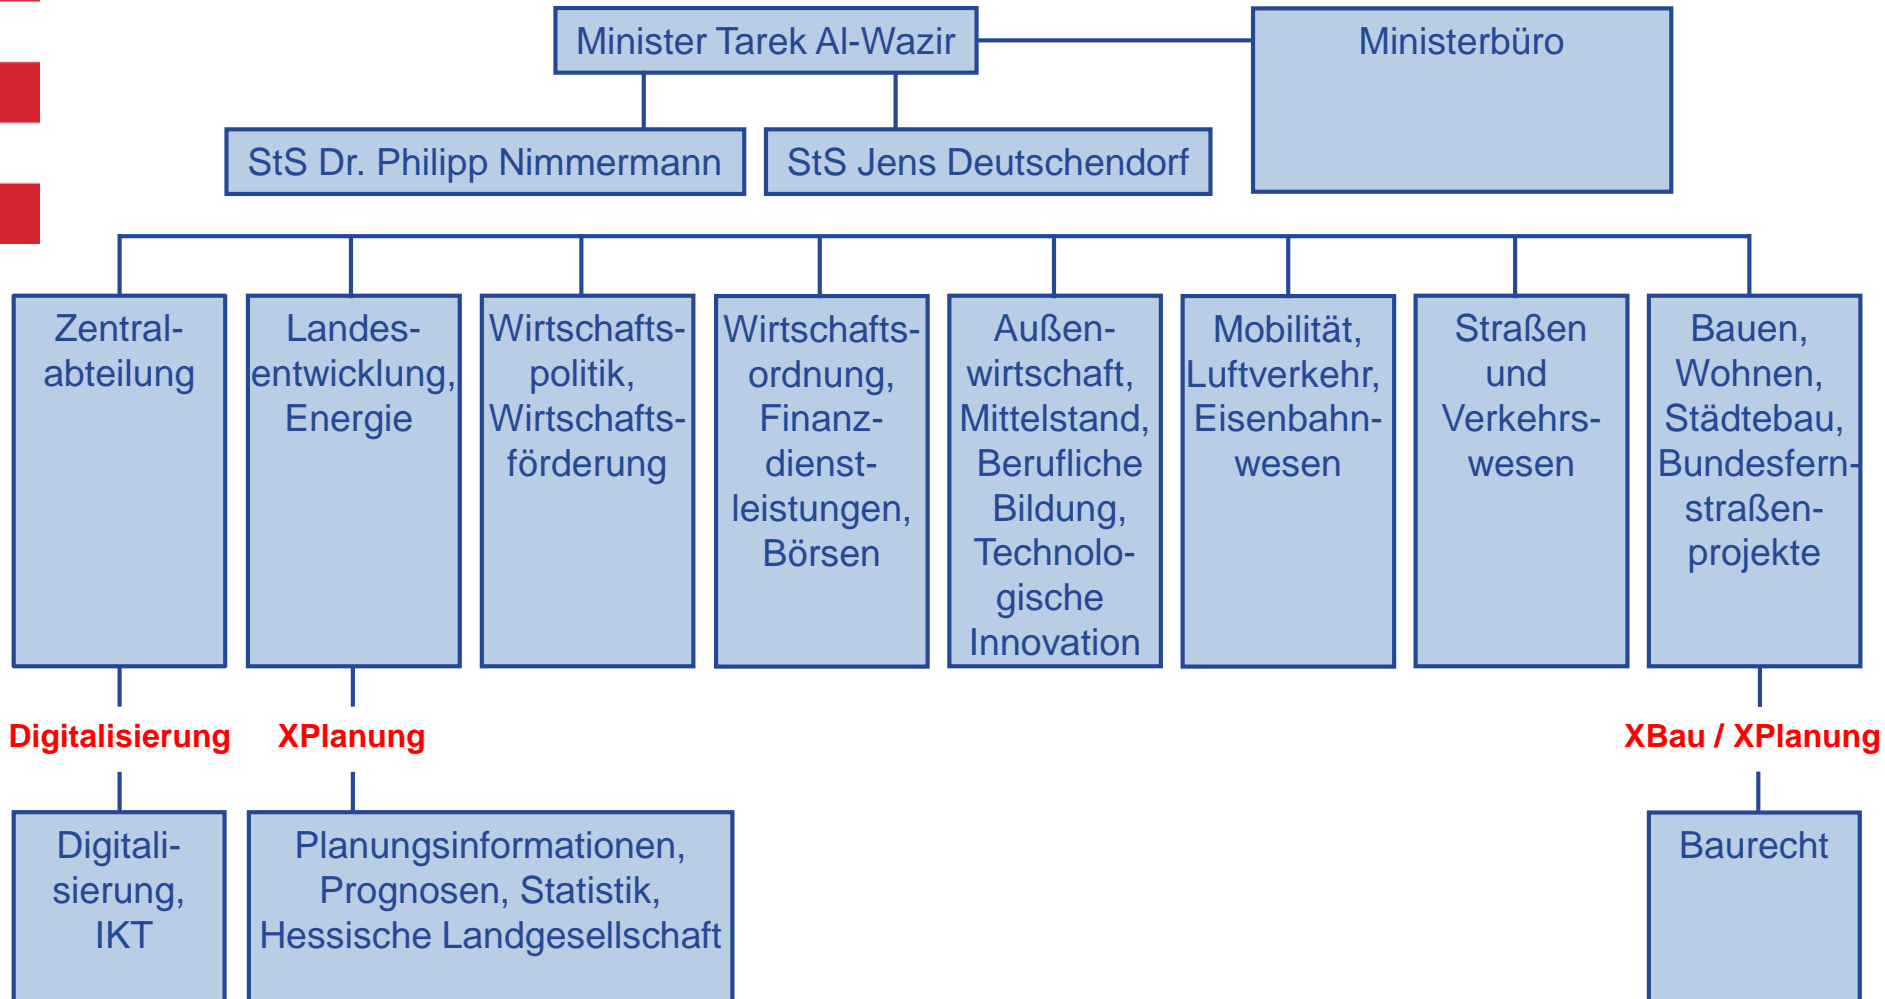 Minister Tarek Al-Wazir
Ministerbüro
StS Dr. Philipp Nimmermann
StS Jens Deutschendorf
Zentral-
abteilung
Landes-
entwicklung,
Energie
Wirtschafts-
politik,
Wirtschafts-
förderung
Wirtschafts-
ordnung,
Finanz-
dienst-
leistungen,
Börsen
Außen-
wirtschaft,
Mittelstand,
Berufliche
Bildung,
Technolo-
gische
Innovation
Mobilität,
Luftverkehr,
Eisenbahn-
wesen
Straßen
und
Verkehrs-
wesen
Bauen,
Wohnen,
Städtebau,
Bundesfern-
straßen-
projekte
Digitalisierung
XPlanung
XBau / XPlanung
Digitali-
sierung,
IKT
Planungsinformationen,
Prognosen, Statistik,
Hessische Landgesellschaft
Baurecht